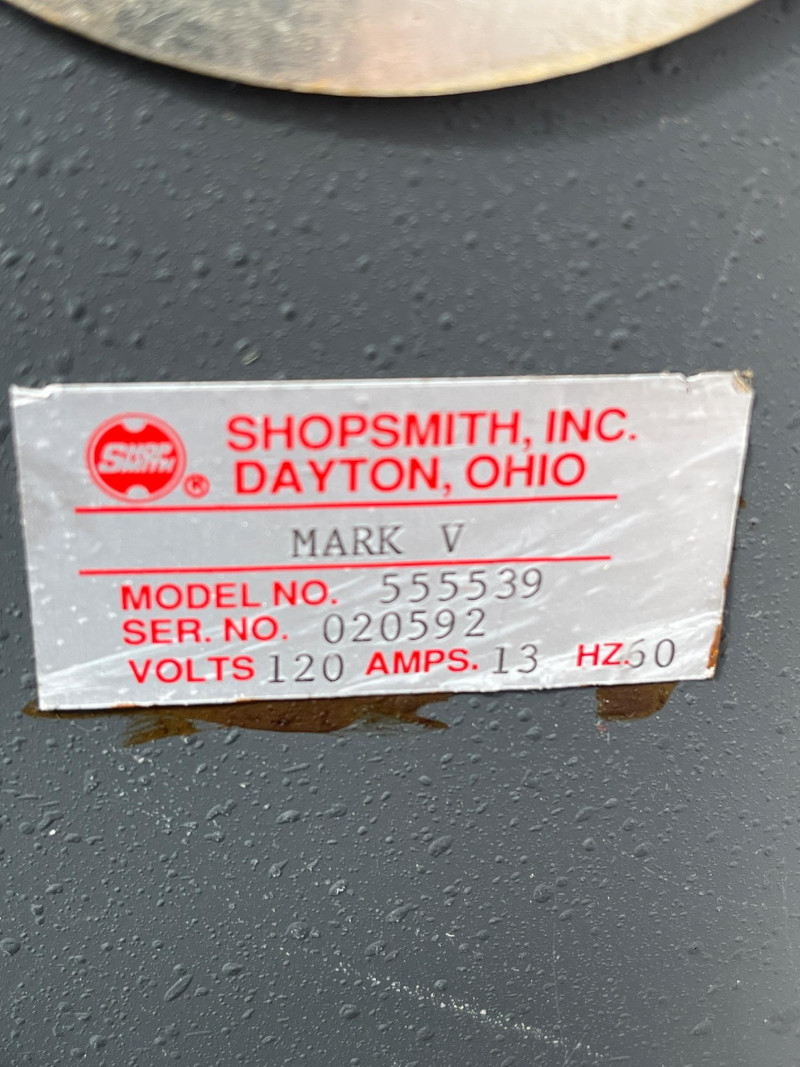 SHOP
SMITH
®
SHOPSMITH, INC.
DAYTON, OHIO
MARK V
MODEL NO. 555539
SER. NO. 020592
VOLTS 120 AMPS. 13 HZ. 60